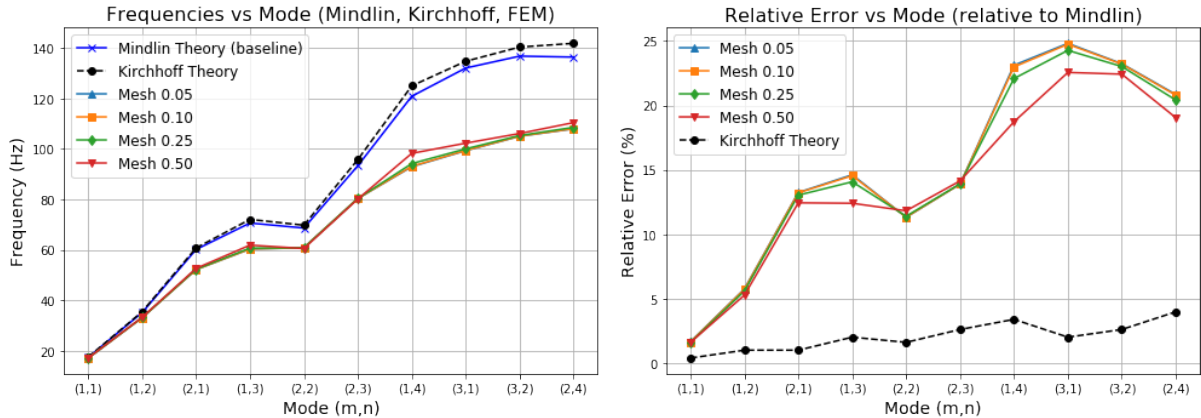 Frequencies vs Mode (Mindlin, Kirchhoff, FEM)
Frequency (Hz)
140
120
100
80
60
40
20
Mindlin Theory (baseline)
Kirchhoff Theory
Mesh 0.05
Mesh 0.10
Mesh 0.25
Mesh 0.50
(1,1) (1,2) (2,1) (1,3) (2,2) (2,3) (1,4) (3,1) (3,2) (2,4)
Mode (m,n)
Relative Error vs Mode (relative to Mindlin)
Relative Error (%)
25
20
15
10
5
0
Mesh 0.05
Mesh 0.10
Mesh 0.25
Mesh 0.50
Kirchhoff Theory
(1,1) (1,2) (2,1) (1,3) (2,2) (2,3) (1,4) (3,1) (3,2) (2,4)
Mode (m,n)